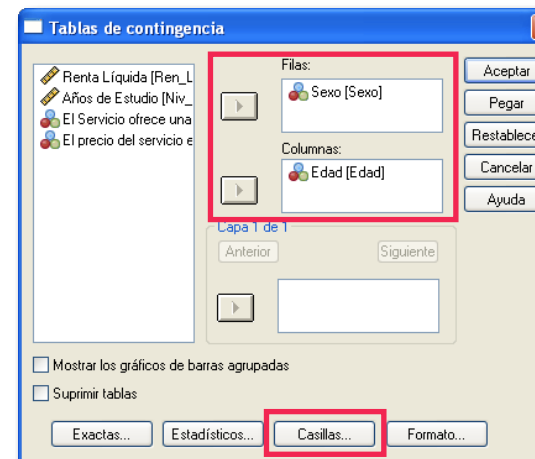 Tablas de contingencia
Renta Líquida [Ren_L
Años de Estudio [Niv_
El Servicio ofrece una
El precio del servicio e
Filas:
Sexo [Sexo]
Columnas:
Edad [Edad]
Capa 1 de 1
Anterior
Siguiente
Aceptar
Pegar
Restablece
Cancelar
Ayuda
Mostrar los gráficos de barras agrupadas
Suprimir tablas
Exactas...
Estadísticos...
Casillas...
Formato...